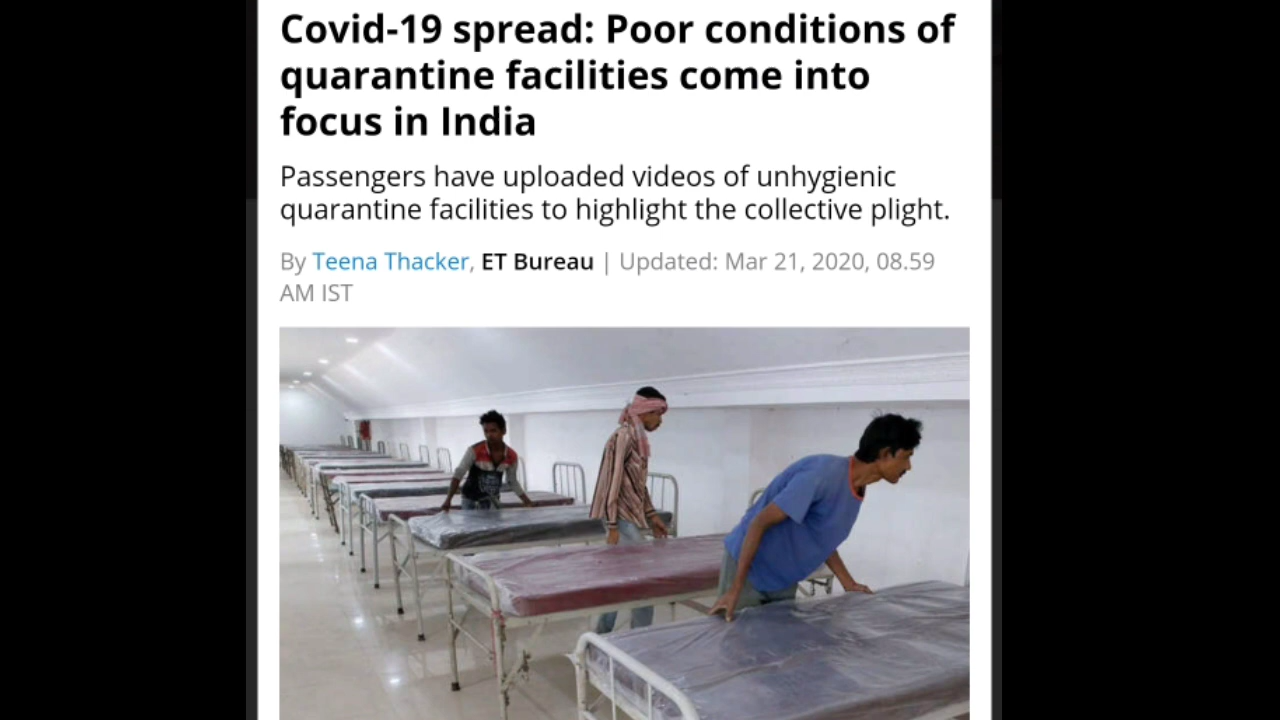 Covid-19 spread: Poor conditions of
quarantine facilities come into
focus in India
Passengers have uploaded videos of unhygienic
quarantine facilities to highlight the collective plight.
By Teena Thacker, ET Bureau | Updated: Mar 21, 2020, 08.59
AM IST